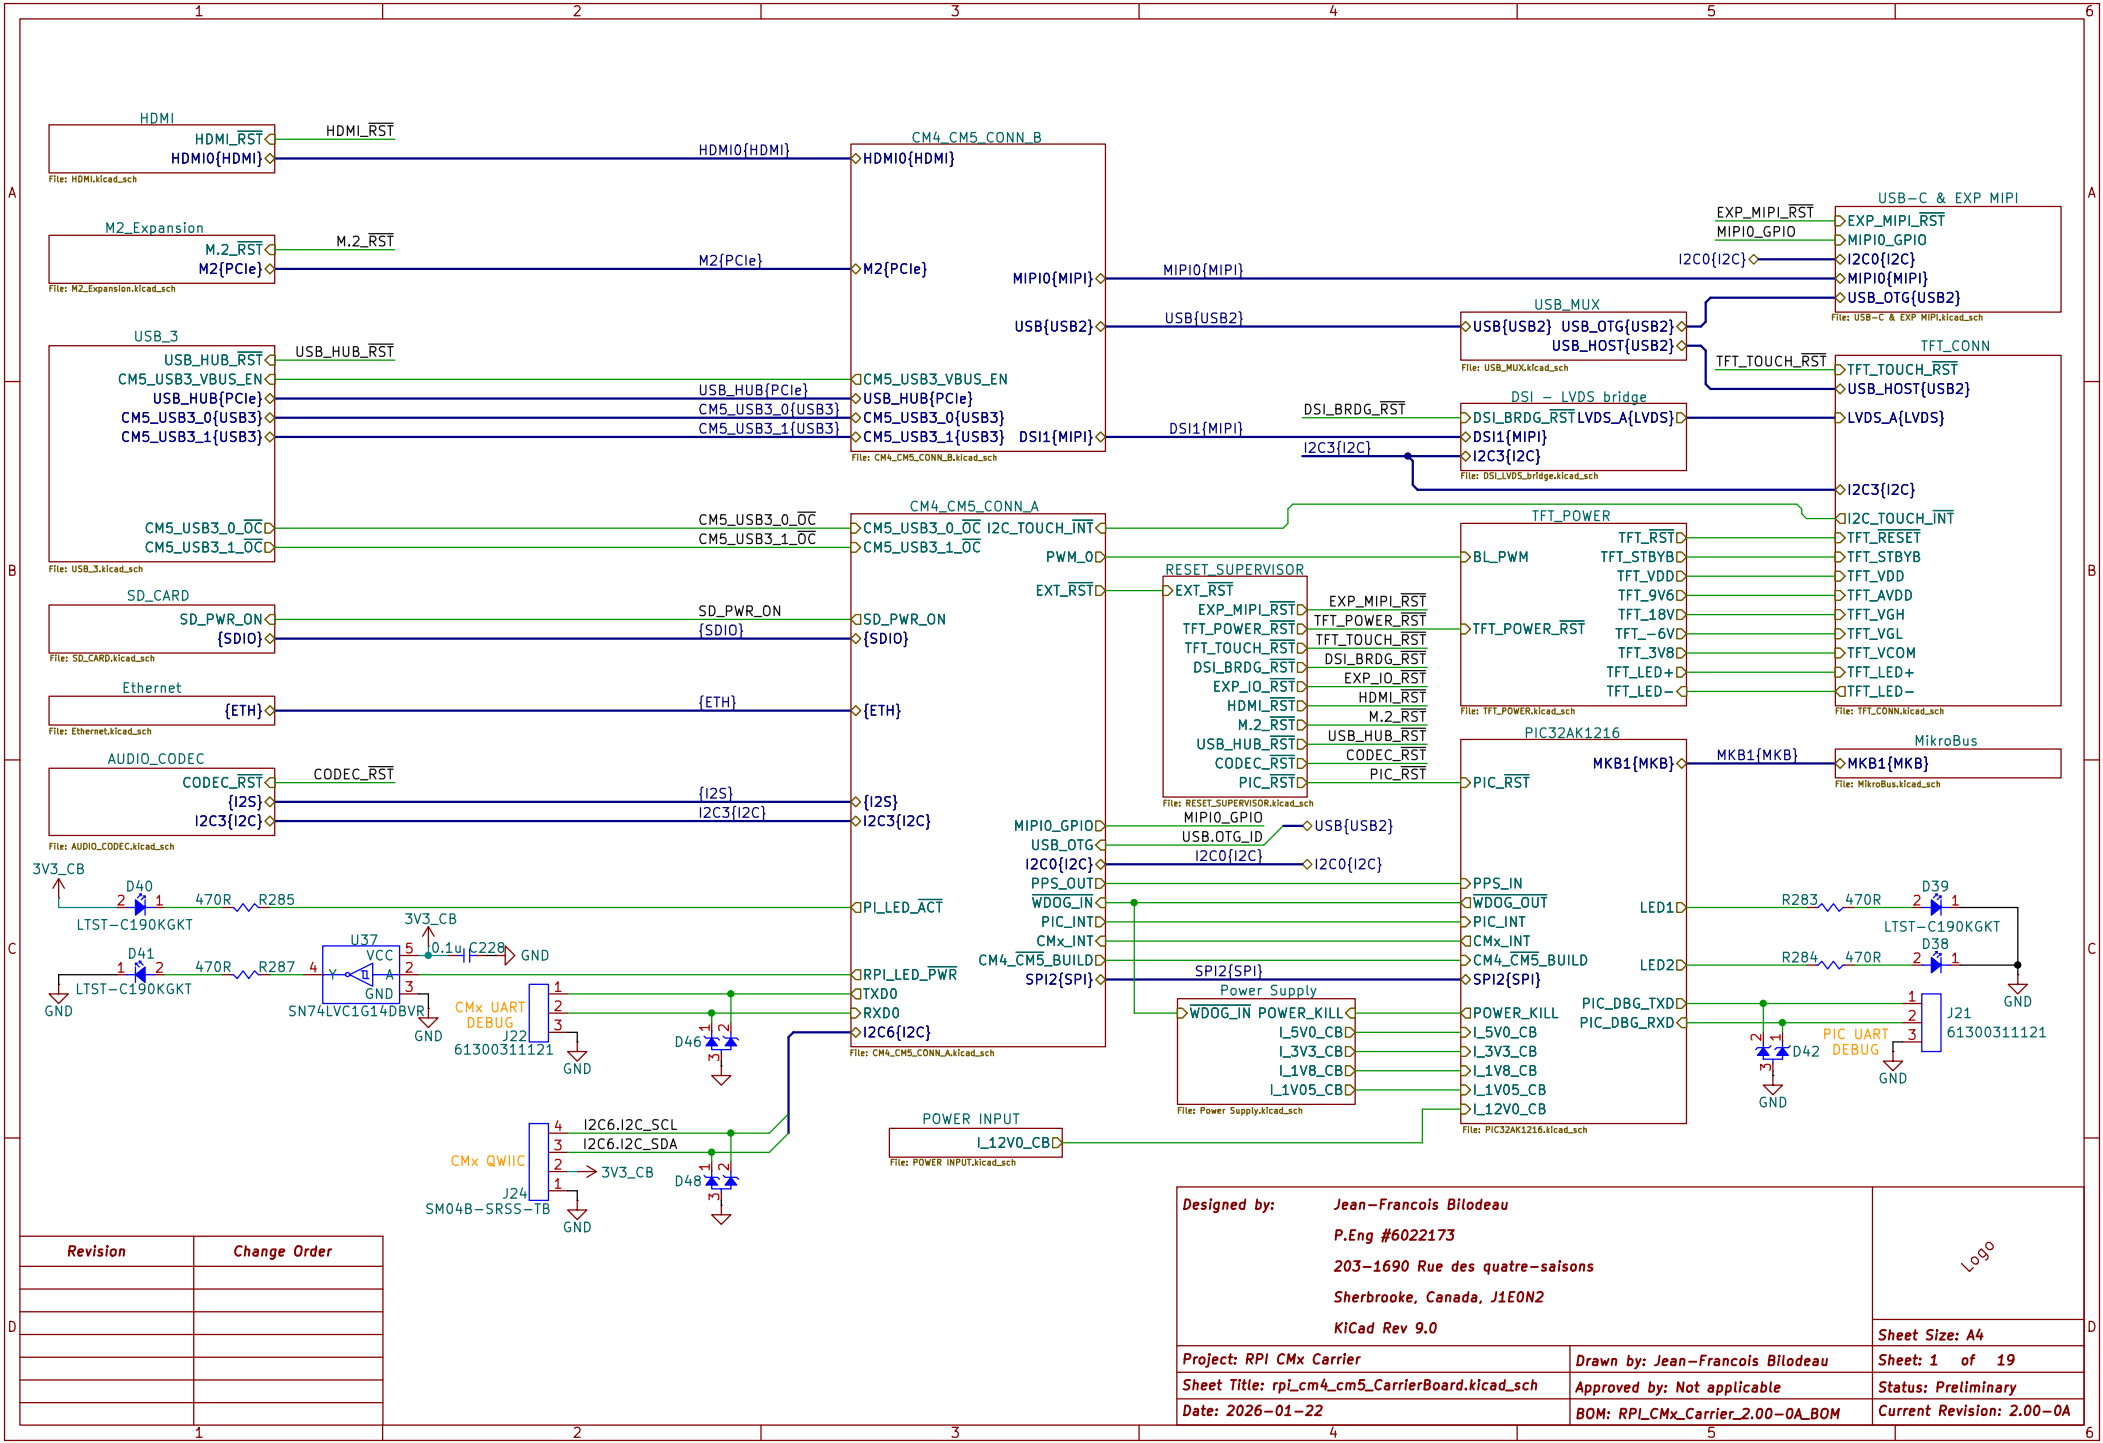 1 2 3 4 5 6
A
B
C
D
HDMI
HDMI_RST
HDMI0{HDMI}
File: HDMI.kicad_sch
HDMI_RST
HDMI0{HDMI}
M2_Expansion
M.2_RST
M2{PCIe}
File: M2_Expansion.kicad_sch
M.2_RST
M2{PCIe}
USB_3
USB_HUB_RST
CM5_USB3_VBUS_EN
USB_HUB{PCIe}
CM5_USB3_0{USB3}
CM5_USB3_1{USB3}
CM5_USB3_0_OC
CM5_USB3_1_OC
File: USB_3.kicad_sch
USB_HUB_RST
USB_HUB{PCIe}
CM5_USB3_0{USB3}
CM5_USB3_1{USB3}
CM5_USB3_0_OC
CM5_USB3_1_OC
SD_CARD
SD_PWR_ON
{SDIO}
File: SD_CARD.kicad_sch
SD_PWR_ON
{SDIO}
Ethernet
{ETH}
File: Ethernet.kicad_sch
{ETH}
AUDIO_CODEC
CODEC_RST
{I2S}
I2C3{I2C}
File: AUDIO_CODEC.kicad_sch
CODEC_RST
{I2S}
I2C3{I2C}
CM4_CM5_CONN_B
HDMI0{HDMI}
M2{PCIe}
MIPI0{MIPI}
USB{USB2}
CM5_USB3_VBUS_EN
USB_HUB{PCIe}
CM5_USB3_0{USB3}
CM5_USB3_1{USB3} DSI1{MIPI}
File: CM4_CM5_CONN_B.kicad_sch
MIPI0{MIPI}
USB{USB2}
DSI1{MIPI}
CM4_CM5_CONN_A
CM5_USB3_0_OC I2C_TOUCH_INT
CM5_USB3_1_OC
PWM_0
EXT_RST
SD_PWR_ON
{SDIO}
{ETH}
{I2S}
I2C3{I2C}
MIPI0_GPIO
USB_OTG
I2C0{I2C}
PPS_OUT
WDOG_IN
PI_LED_ACT
PIC_INT
CMx_INT
CM4_CM5_BUILD
RPI_LED_PWR
SPI2{SPI}
TXD0
RXD0
I2C6{I2C}
File: CM4_CM5_CONN_A.kicad_sch
MIPI0_GPIO
USB.OTG_ID
USB{USB2}
I2C0{I2C}
I2C0{I2C}
SPI2{SPI}
RESET_SUPERVISOR
EXT_RST
EXP_MIPI_RST
TFT_POWER_RST
TFT_TOUCH_RST
DSI_BRDG_RST
EXP_IO_RST
HDMI_RST
M.2_RST
USB_HUB_RST
CODEC_RST
PIC_RST
File: RESET_SUPERVISOR.kicad_sch
EXP_MIPI_RST
TFT_POWER_RST
TFT_TOUCH_RST
DSI_BRDG_RST
EXP_IO_RST
HDMI_RST
M.2_RST
USB_HUB_RST
CODEC_RST
PIC_RST
USB_MUX
USB{USB2} USB_OTG{USB2}
USB_HOST{USB2}
File: USB_MUX.kicad_sch
DSI - LVDS bridge
DSI_BRDG_RST LVDS_A{LVDS}
DSI1{MIPI}
I2C3{I2C}
File: DSI_LVDS_bridge.kicad_sch
DSI_BRDG_RST
I2C3{I2C}
USB-C & EXP MIPI
EXP_MIPI_RST
MIPI0_GPIO
I2C0{I2C}
MIPI0{MIPI}
USB_OTG{USB2}
File: USB-C & EXP MIPI.kicad_sch
EXP_MIPI_RST
MIPI0_GPIO
I2C0{I2C}
TFT_CONN
TFT_TOUCH_RST
USB_HOST{USB2}
LVDS_A{LVDS}
I2C3{I2C}
I2C_TOUCH_INT
TFT_RESET
TFT_STBYB
TFT_VDD
TFT_AVDD
TFT_VGH
TFT_VGL
TFT_VCOM
TFT_LED+
TFT_LED-
File: TFT_CONN.kicad_sch
TFT_TOUCH_RST
TFT_POWER
TFT_RST
BL_PWM TFT_STBYB
TFT_VDD
TFT_9V6
TFT_18V
TFT_POWER_RST TFT_-6V
TFT_3V8
TFT_LED+
TFT_LED-
File: TFT_POWER.kicad_sch
PIC32AK1216
MKB1{MKB}
PIC_RST
PPS_IN
WDOG_OUT
LED1
PIC_INT
CMx_INT
CM4_CM5_BUILD
LED2
SPI2{SPI}
PIC_DBG_TXD
POWER_KILL
PIC_DBG_RXD
I_5V0_CB
I_3V3_CB
I_1V8_CB
I_1V05_CB
I_12V0_CB
File: PIC32AK1216.kicad_sch
MKB1{MKB}
MikroBus
MKB1{MKB}
File: MikroBus.kicad_sch
Power Supply
WDOG_IN POWER_KILL
I_5V0_CB
I_3V3_CB
I_1V8_CB
I_1V05_CB
File: Power Supply.kicad_sch
POWER INPUT
I_12V0_CB
File: POWER INPUT.kicad_sch
3V3_CB
D40
2 1
LTST-C190KGKT
470R R285
D41
1 2
LTST-C190KGKT
GND
470R R287
U37
VCC 5
4 Y A 2
GND 3
SN74LVC1G14DBVR
3V3_CB
0.1u C228
GND
GND
CMx UART
DEBUG
1
2
3
J22
61300311121
GND
D46
1 2
3
CMx QWIIC
4
3
2
1
I2C6.I2C_SCL
I2C6.I2C_SDA
3V3_CB
J24
SM04B-SRSS-TB
GND
D48
1 2
3
R283 470R
D39
2 1
LTST-C190KGKT
R284 470R
D38
2 1
GND
PIC UART
DEBUG
1
2
3
J21
61300311121
GND
2 1
D42
3
GND
Revision Change Order
Designed by: Jean-Francois Bilodeau
P.Eng #6022173
203-1690 Rue des quatre-saisons
Sherbrooke, Canada, J1E0N2
KiCad Rev 9.0
Logo
Sheet Size: A4
Project: RPI CMx Carrier
Drawn by: Jean-Francois Bilodeau
Sheet: 1 of 19
Sheet Title: rpi_cm4_cm5_CarrierBoard.kicad_sch
Approved by: Not applicable
Status: Preliminary
Date: 2026-01-22
BOM: RPI_CMx_Carrier_2.00-0A_BOM
Current Revision: 2.00-0A
A
B
C
D
1 2 3 4 5 6